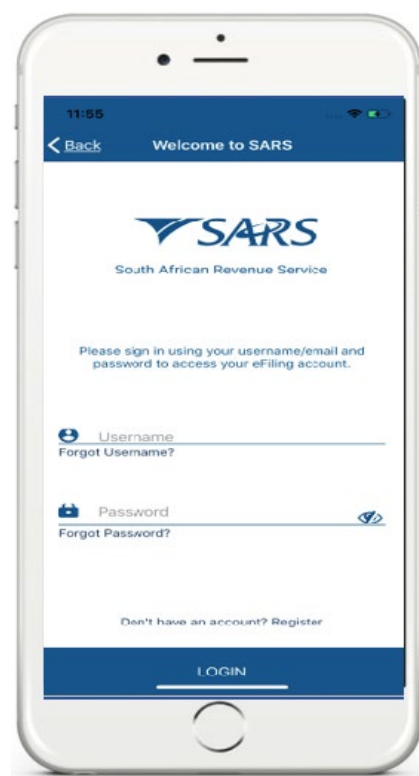 11:55
Back
Welcome to SARS
SARS
South African Revenue Service
Please sign in using your username/email and
password to access your eFiling account.
Username
Forgot Username?
Password
Forgot Password?
Don't have an account? Register
LOGIN